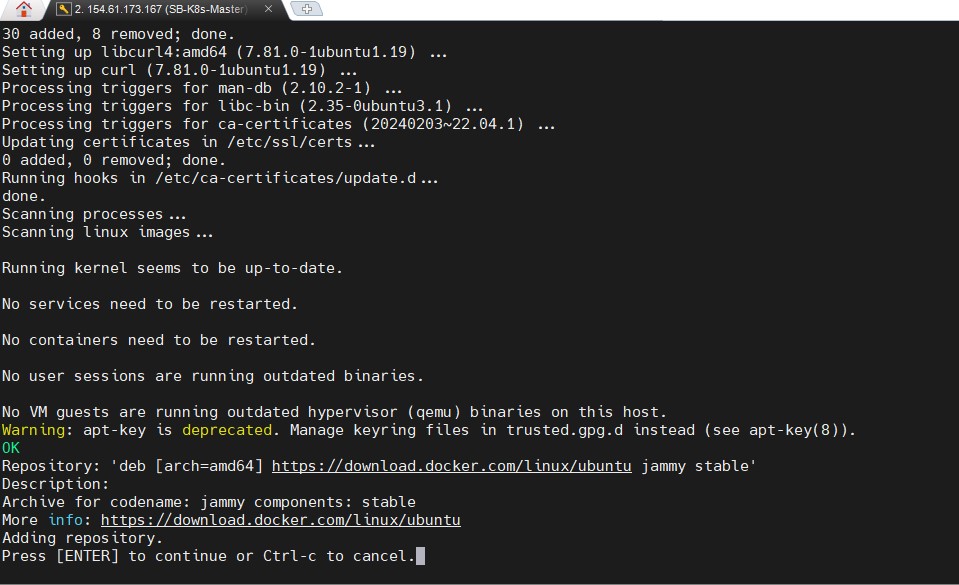 2. 154.61.173.167 (SB-K8s-Master)
30 added, 8 removed; done.
Setting up libcurl4:amd64 (7.81.0-1ubuntu1.19) ...
Setting up curl (7.81.0-1ubuntu1.19) ...
Processing triggers for man-db (2.10.2-1) ...
Processing triggers for libc-bin (2.35-0ubuntu3.1) ...
Processing triggers for ca-certificates (20240203~22.04.1) ...
Updating certificates in /etc/ssl/certs...
0 added, 0 removed; done.
Running hooks in /etc/ca-certificates/update.d...
done.
Scanning processes...
Scanning linux images...
Running kernel seems to be up-to-date.
No services need to be restarted.
No containers need to be restarted.
No user sessions are running outdated binaries.
No VM guests are running outdated hypervisor (qemu) binaries on this host.
Warning: apt-key is deprecated. Manage keyring files in trusted.gpg.d instead (see apt-key(8)).
OK
Repository: 'deb [arch=amd64] https://download.docker.com/linux/ubuntu jammy stable'
Description:
Archive for codename: jammy components: stable
More info: https://download.docker.com/linux/ubuntu
Adding repository.
Press [ENTER] to continue or Ctrl-c to cancel.